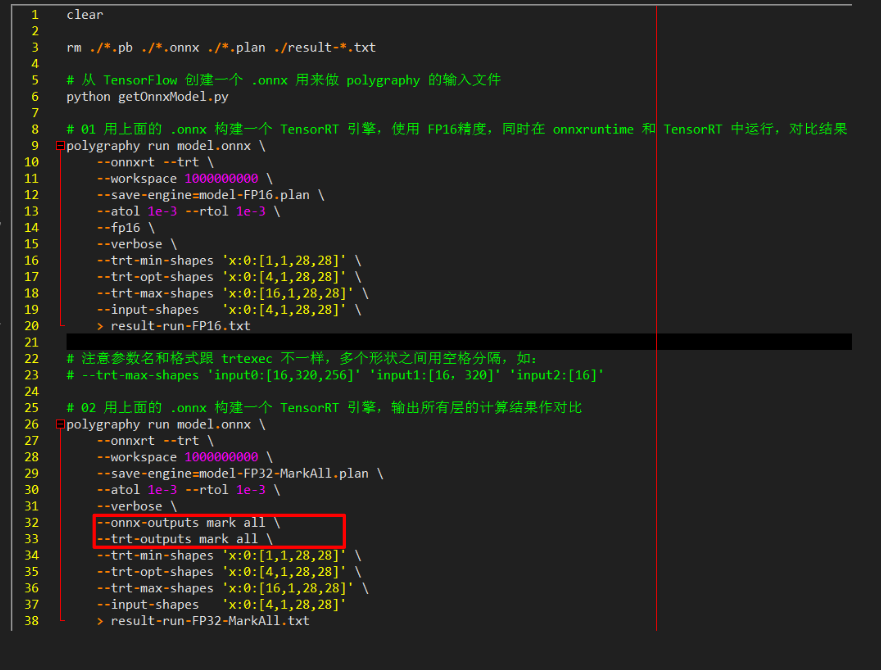 1 clear
2
3 rm ./*.pb ./*.onnx ./*.plan ./result-*.txt
4
5 # 从 TensorFlow 创建一个 .onnx 用来做 polygraphy 的输入文件
6 python getOnnxModel.py
7
8 # 01 用上面的 .onnx 构建一个 TensorRT 引擎，使用 FP16精度，同时在 onnxruntime 和 TensorRT 中运行，对比结果
9 polygraphy run model.onnx \
10 --onnxrt --trt \
11 --workspace 1000000000 \
12 --save-engine=model-FP16.plan \
13 --atol 1e-3 --rtol 1e-3 \
14 --fp16 \
15 --verbose \
16 --trt-min-shapes 'x:0:[1,1,28,28]' \
17 --trt-opt-shapes 'x:0:[4,1,28,28]' \
18 --trt-max-shapes 'x:0:[16,1,28,28]' \
19 --input-shapes   'x:0:[4,1,28,28]' \
20 > result-run-FP16.txt
21
22 # 注意参数名和格式跟 trtexec 不一样，多个形状之间用空格分隔，如：
23 # --trt-max-shapes 'input0:[16,320,256]' 'input1:[16，320]' 'input2:[16]'
24
25 # 02 用上面的 .onnx 构建一个 TensorRT 引擎，输出所有层的计算结果作对比
26 polygraphy run model.onnx \
27 --onnxrt --trt \
28 --workspace 1000000000 \
29 --save-engine=model-FP32-MarkAll.plan \
30 --atol 1e-3 --rtol 1e-3 \
31 --verbose \
32 --onnx-outputs mark all \
33 --trt-outputs mark all \
34 --trt-min-shapes 'x:0:[1,1,28,28]' \
35 --trt-opt-shapes 'x:0:[4,1,28,28]' \
36 --trt-max-shapes 'x:0:[16,1,28,28]' \
37 --input-shapes   'x:0:[4,1,28,28]'
38 > result-run-FP32-MarkAll.txt